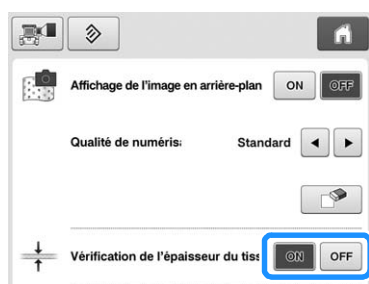 Affichage de l'image en arrière-plan ON OFF
Qualité de numéris: Standard
Vérification de l'épaisseur du tiss ON OFF